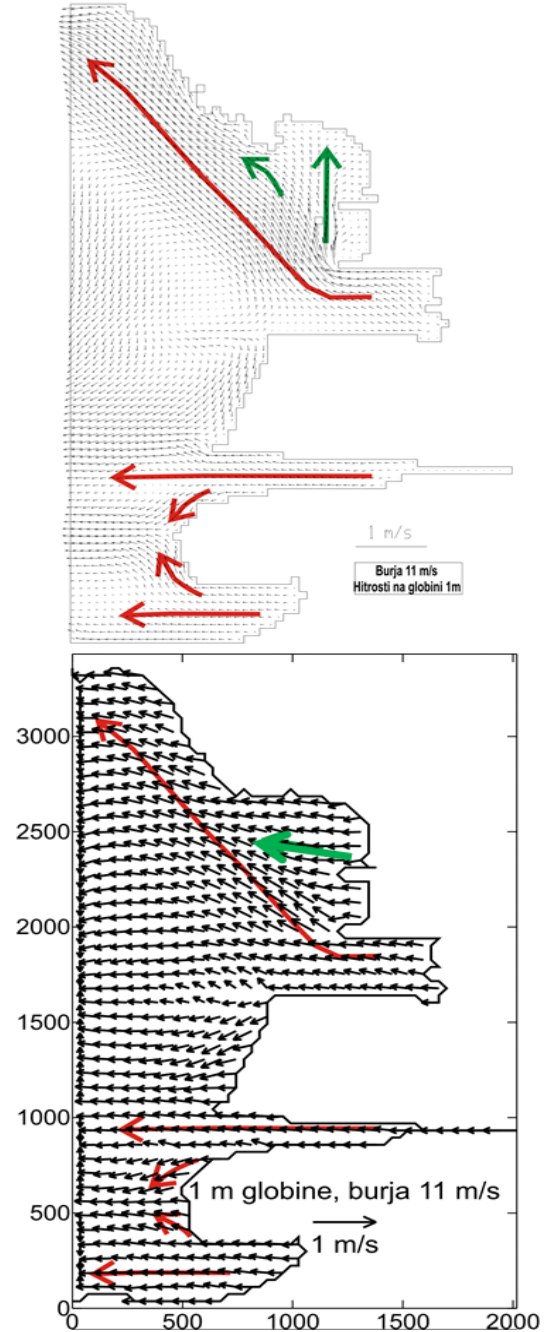 1 m/s
Burja 11 m/s
Hitrosti na globini 1m
3000
2500
2000
1500
1000
500
0
1 m globine, burja 11 m/s
1 m/s
0 500 1000 1500 2000